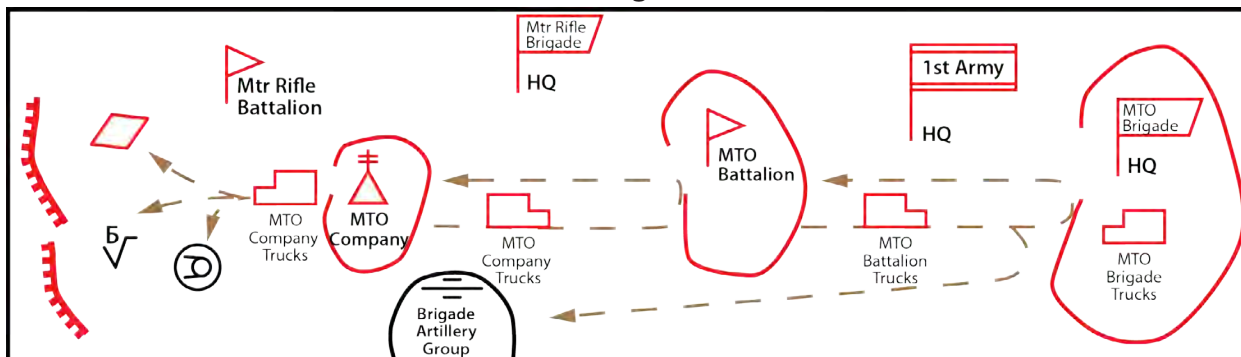 Mtr Rifle
Battalion
Mtr Rifle
Brigade
HQ
1st Army
HQ
MTO
Brigade
HQ
MTO
Battalion
MTO
Company
Trucks
MTO
Company
MTO
Company
Trucks
MTO
Battalion
Trucks
MTO
Brigade
Trucks
Б
Brigade
Artillery
Group